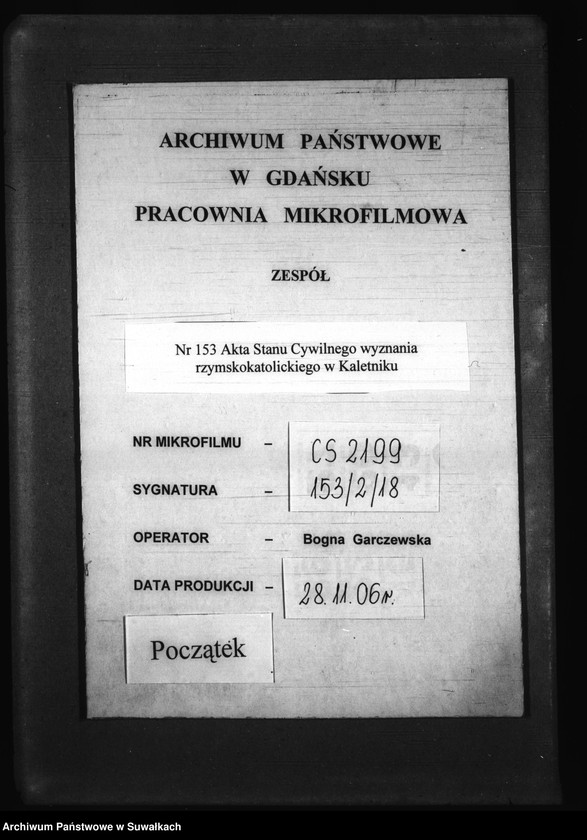 ARCHIWUM PAŃSTWOWE
W GDAŃSKU
PRACOWNIA MIKROFILMOWA
ZESPÓŁ
Nr 153 Akta Stanu Cywilnego wyznania
rzymskokatolickiego w Kaletniku
NR MIKROFILMU – CS 2199
SYGNATURA – 153/2/18
OPERATOR – Bogna Garczewska
DATA PRODUKCJI – 28.11.06r.
Początek
Archiwum Państwowe w Suwałkach